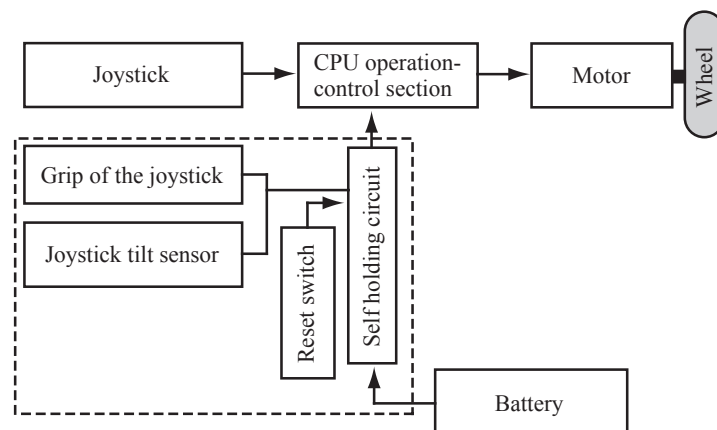 Joystick
CPU operation-
control section
Motor
Wheel
Grip of the joystick
Joystick tilt sensor
Reset switch
Self holding circuit
Battery